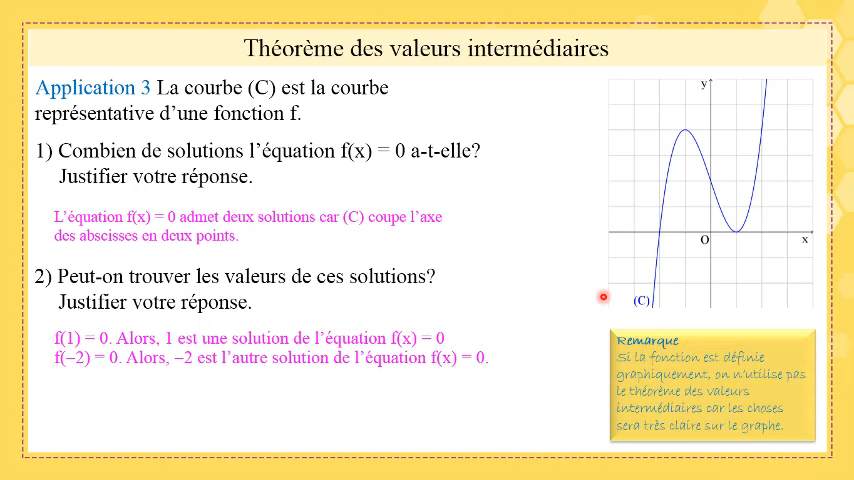 Théorème des valeurs intermédiaires
Application 3 La courbe (C) est la courbe
représentative d’une fonction f.
1) Combien de solutions l’équation f(x) = 0 a-t-elle?
Justifier votre réponse.
L’équation f(x) = 0 admet deux solutions car (C) coupe l’axe
des abscisses en deux points.
2) Peut-on trouver les valeurs de ces solutions?
Justifier votre réponse.
f(1) = 0. Alors, 1 est une solution de l’équation f(x) = 0
f(−2) = 0. Alors, −2 est l’autre solution de l’équation f(x) = 0.
y
O
x
(C)
Remarque
Si la fonction est définie
graphiquement, on n’utilise pas
le théorème des valeurs
intermédiaires car les choses
sera très claire sur le graphe.